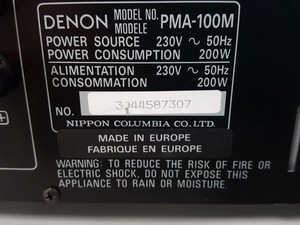 DENON MODEL NO. MODELE PMA-100M
POWER SOURCE 230V ~ 50Hz
POWER CONSUMPTION 200W
ALIMENTATION 230V ~ 50Hz
CONSOMMATION 200W
NO. 3944587307
NIPPON COLUMBIA CO.LTD.
MADE IN EUROPE
FABRIQUE EN EUROPE
WARNING: TO REDUCE THE RISK OF FIRE OR
ELECTRIC SHOCK, DO NOT EXPOSE THIS
APPLIANCE TO RAIN OR MOISTURE.